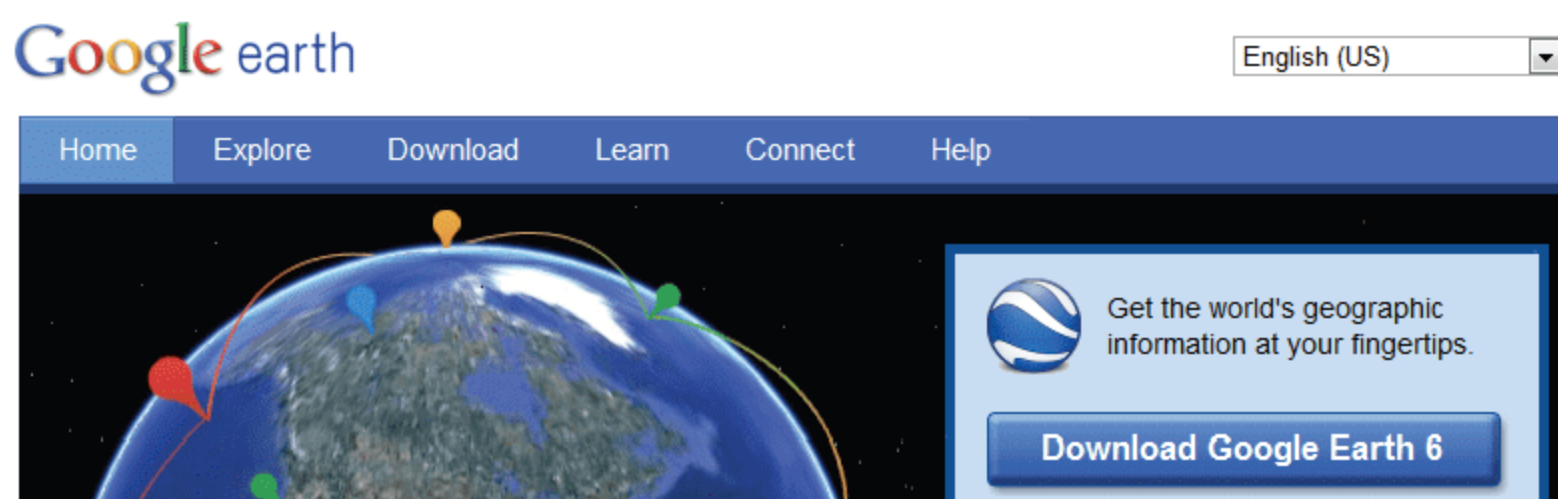 Google earth
English (US)
Home Explore Download Learn Connect Help
Get the world's geographic
information at your fingertips.
Download Google Earth 6